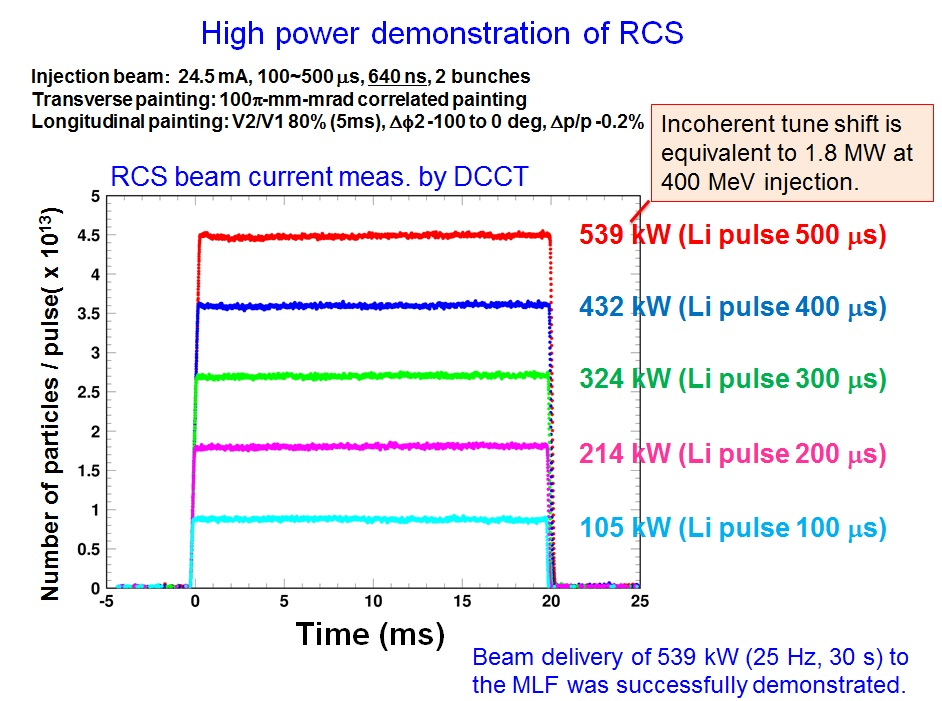 High power demonstration of RCS
Injection beam: 24.5 mA, 100~500 μs, 640 ns, 2 bunches
Transverse painting: 100π-mm-mrad correlated painting
Longitudinal painting: V2/V1 80% (5ms), Δϕ2 -100 to 0 deg, Δp/p -0.2%
Incoherent tune shift is
equivalent to 1.8 MW at
400 MeV injection.
RCS beam current meas. by DCCT
Number of particles / pulse( x 10¹³)
5
4.5
4
3.5
3
2.5
2
1.5
1
0.5
0
539 kW (Li pulse 500 μs)
432 kW (Li pulse 400 μs)
324 kW (Li pulse 300 μs)
214 kW (Li pulse 200 μs)
105 kW (Li pulse 100 μs)
-5 0 5 10 15 20 25
Time (ms)
Beam delivery of 539 kW (25 Hz, 30 s) to
the MLF was successfully demonstrated.